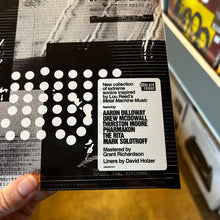 New collection
of extreme
sonics inspired
by Lou Reed's
Metal Machine Music
featuring
AARON DILLOWAY
DREW MCDOWALL
THURSTON MOORE
PHARMAKON
THE RITA
MARK SOLOTROFF
Mastered by
Grant Richardson
Liners by David Holzer